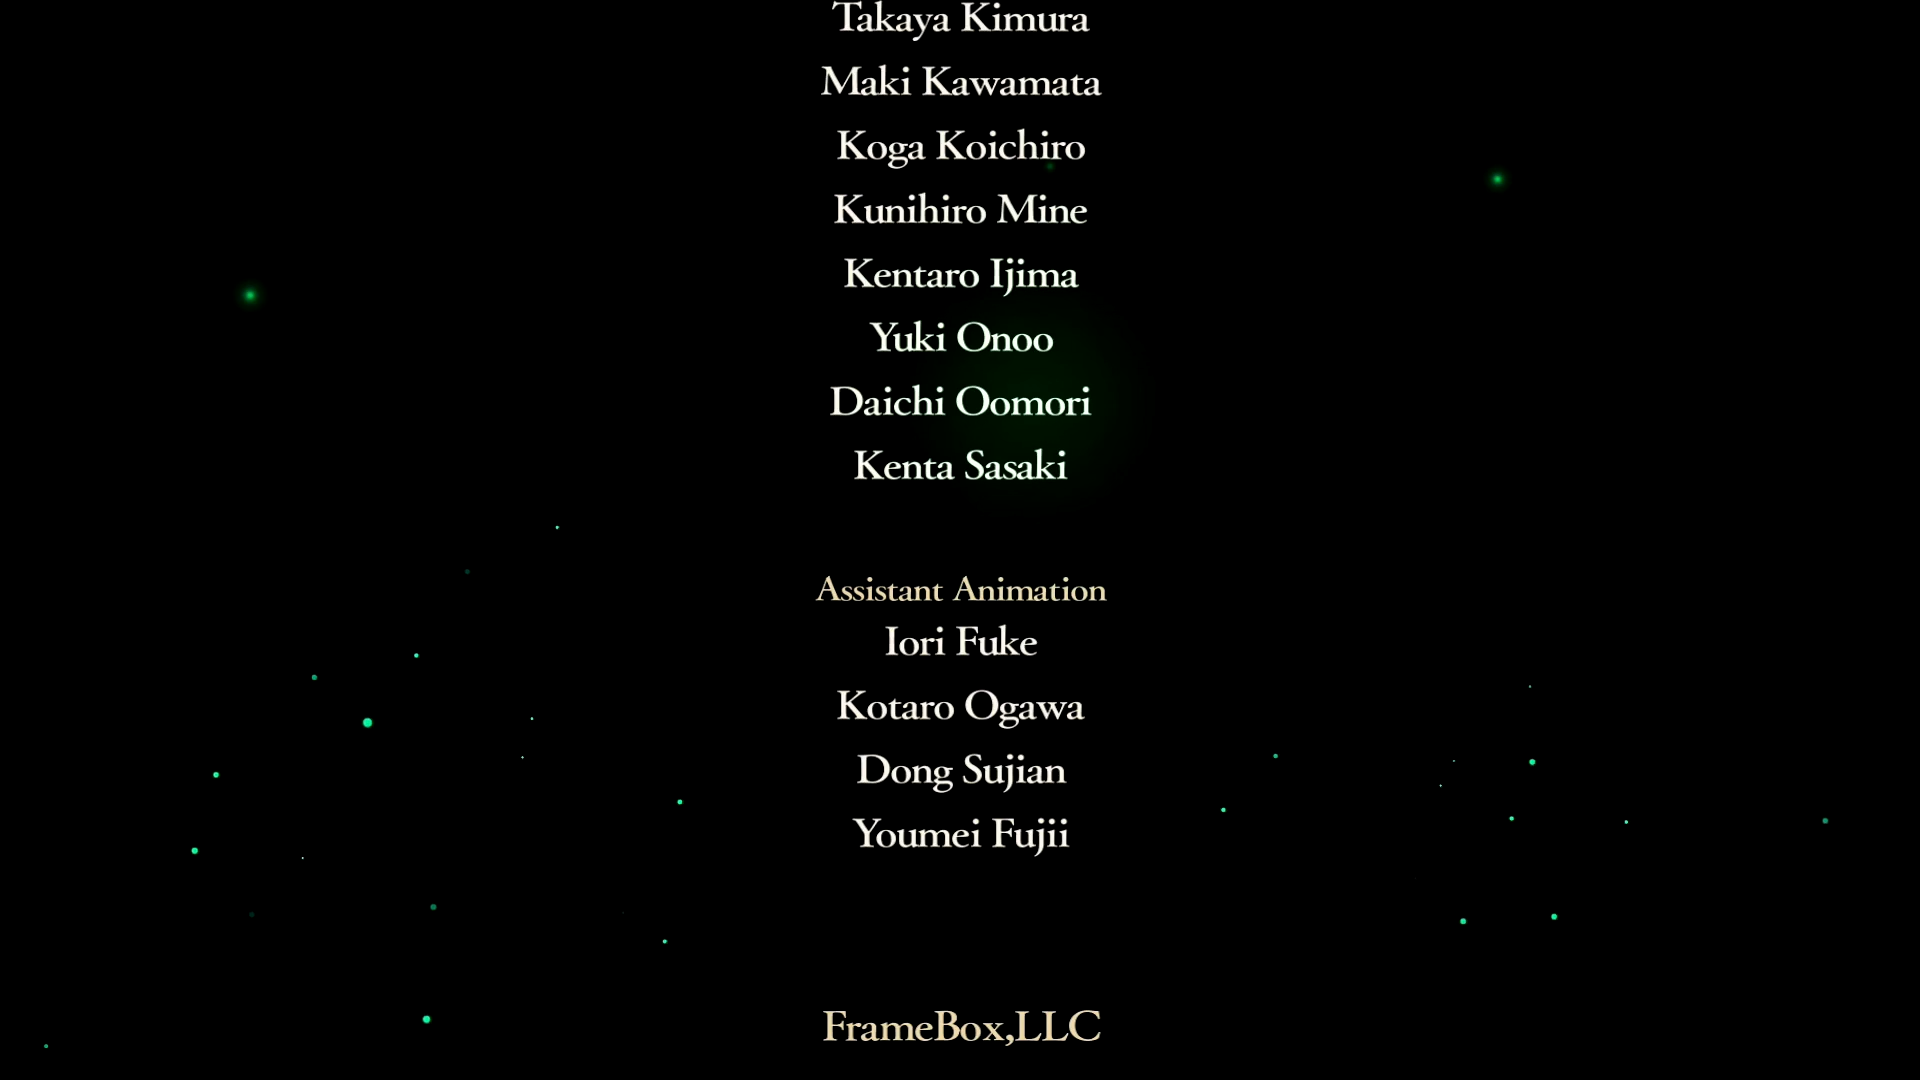 Takaya Kimura
Maki Kawamata
Koga Koichiro
Kunihiro Mine
Kentaro Ijima
Yuki Onoo
Daichi Oomori
Kenta Sasaki
Assistant Animation
Iori Fuke
Kotaro Ogawa
Dong Sujian
Youmei Fujii
FrameBox,LLC